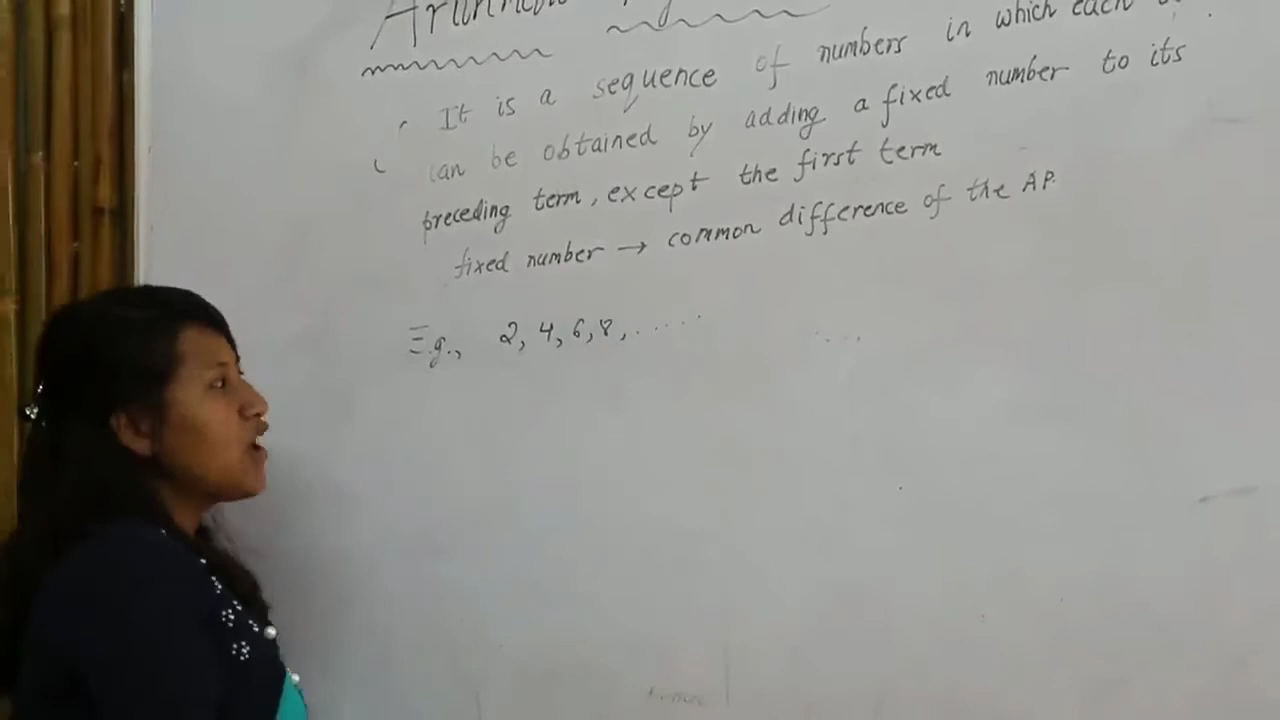 It is a sequence of numbers in which each
can be obtained by adding a fixed number to its
preceding term, except the first term
fixed number → common difference of the AP.
E.g., 2, 4, 6, 8, ......